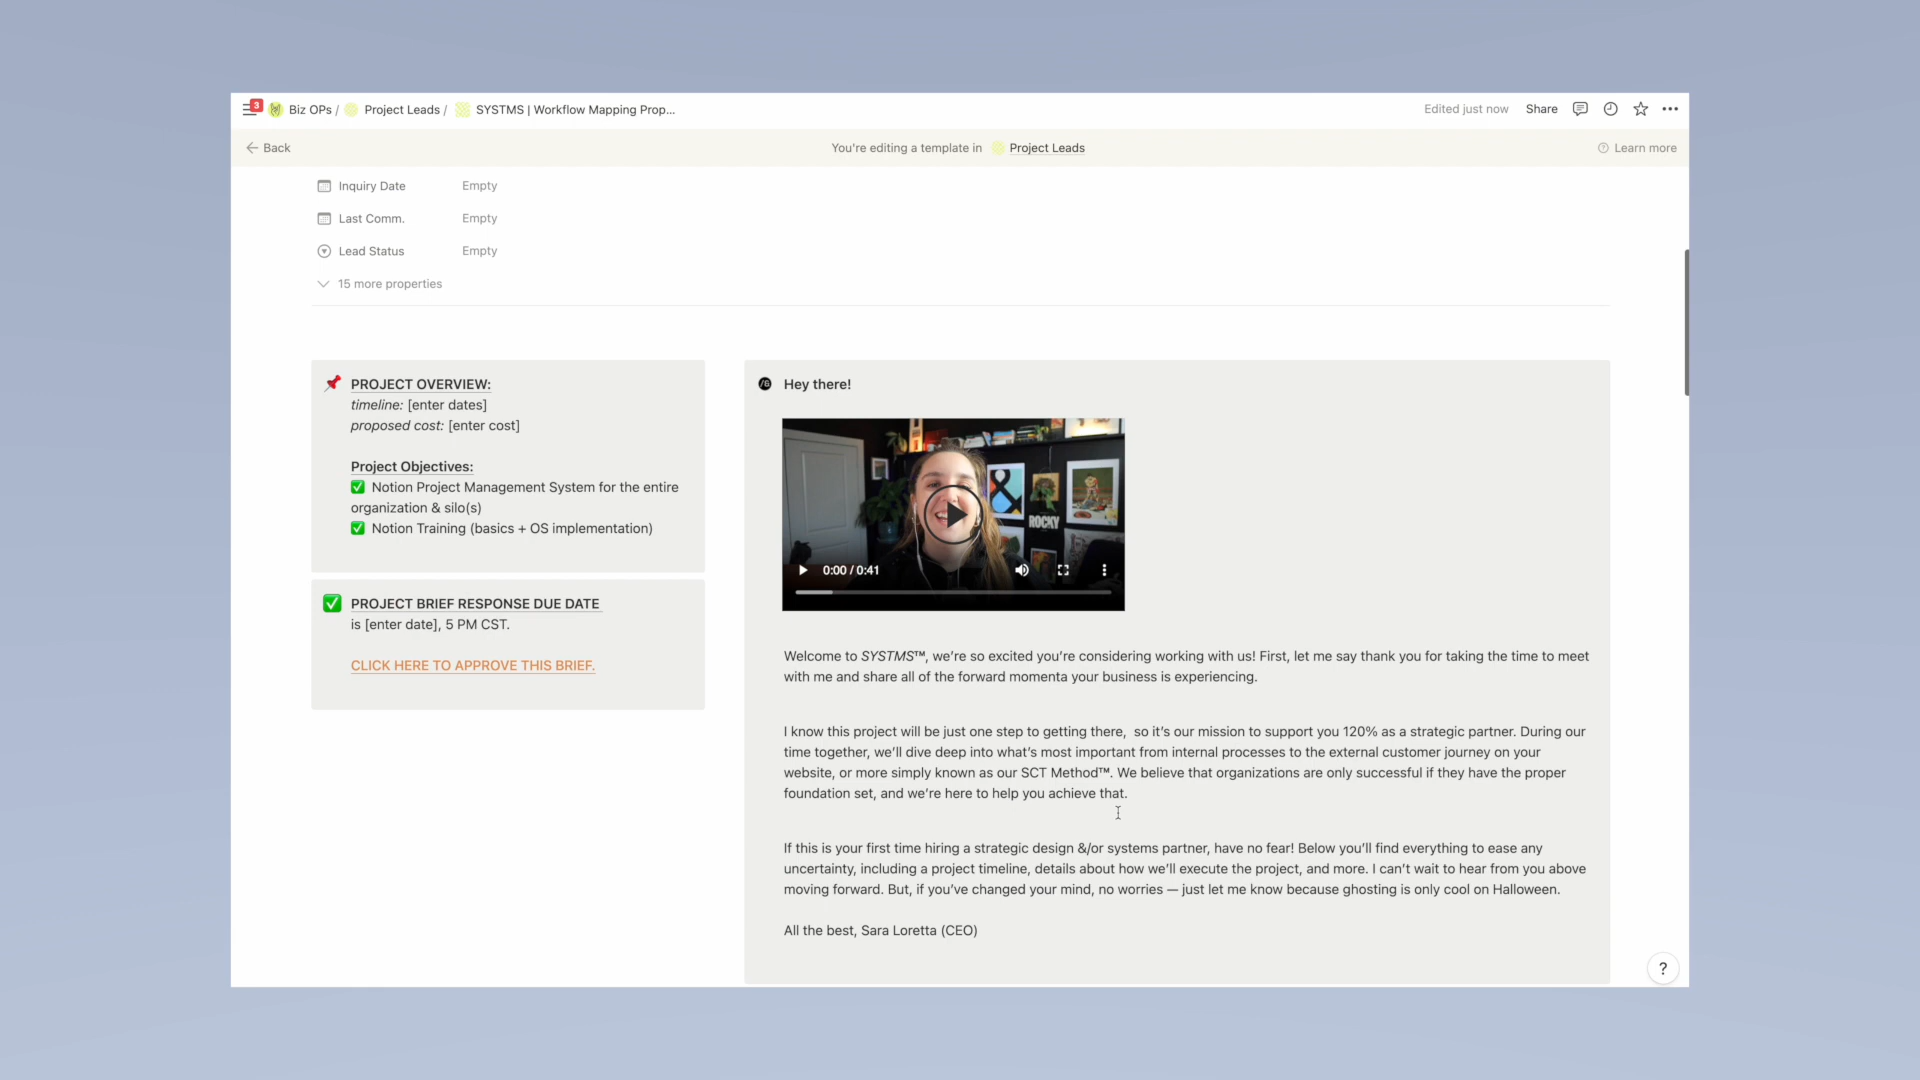 3
Biz OPs / Project Leads / SYSTMS | Workflow Mapping Prop...
Edited just now Share
Back
You're editing a template in Project Leads
Learn more
Inquiry Date Empty
Last Comm. Empty
Lead Status Empty
15 more properties
PROJECT OVERVIEW:
timeline: [enter dates]
proposed cost: [enter cost]
Project Objectives:
✅ Notion Project Management System for the entire
organization & silo(s)
✅ Notion Training (basics + OS implementation)
PROJECT BRIEF RESPONSE DUE DATE
is [enter date], 5 PM CST.
CLICK HERE TO APPROVE THIS BRIEF.
Hey there!
&
ROCKY
0:00 / 0:41
Welcome to SYSTMS™, we're so excited you're considering working with us! First, let me say thank you for taking the time to meet
with me and share all of the forward momenta your business is experiencing.
I know this project will be just one step to getting there,  so it's our mission to support you 120% as a strategic partner. During our
time together, we'll dive deep into what's most important from internal processes to the external customer journey on your
website, or more simply known as our SCT Method™. We believe that organizations are only successful if they have the proper
foundation set, and we're here to help you achieve that.
If this is your first time hiring a strategic design &/or systems partner, have no fear! Below you'll find everything to ease any
uncertainty, including a project timeline, details about how we'll execute the project, and more. I can't wait to hear from you above
moving forward. But, if you've changed your mind, no worries — just let me know because ghosting is only cool on Halloween.
All the best, Sara Loretta (CEO)
?